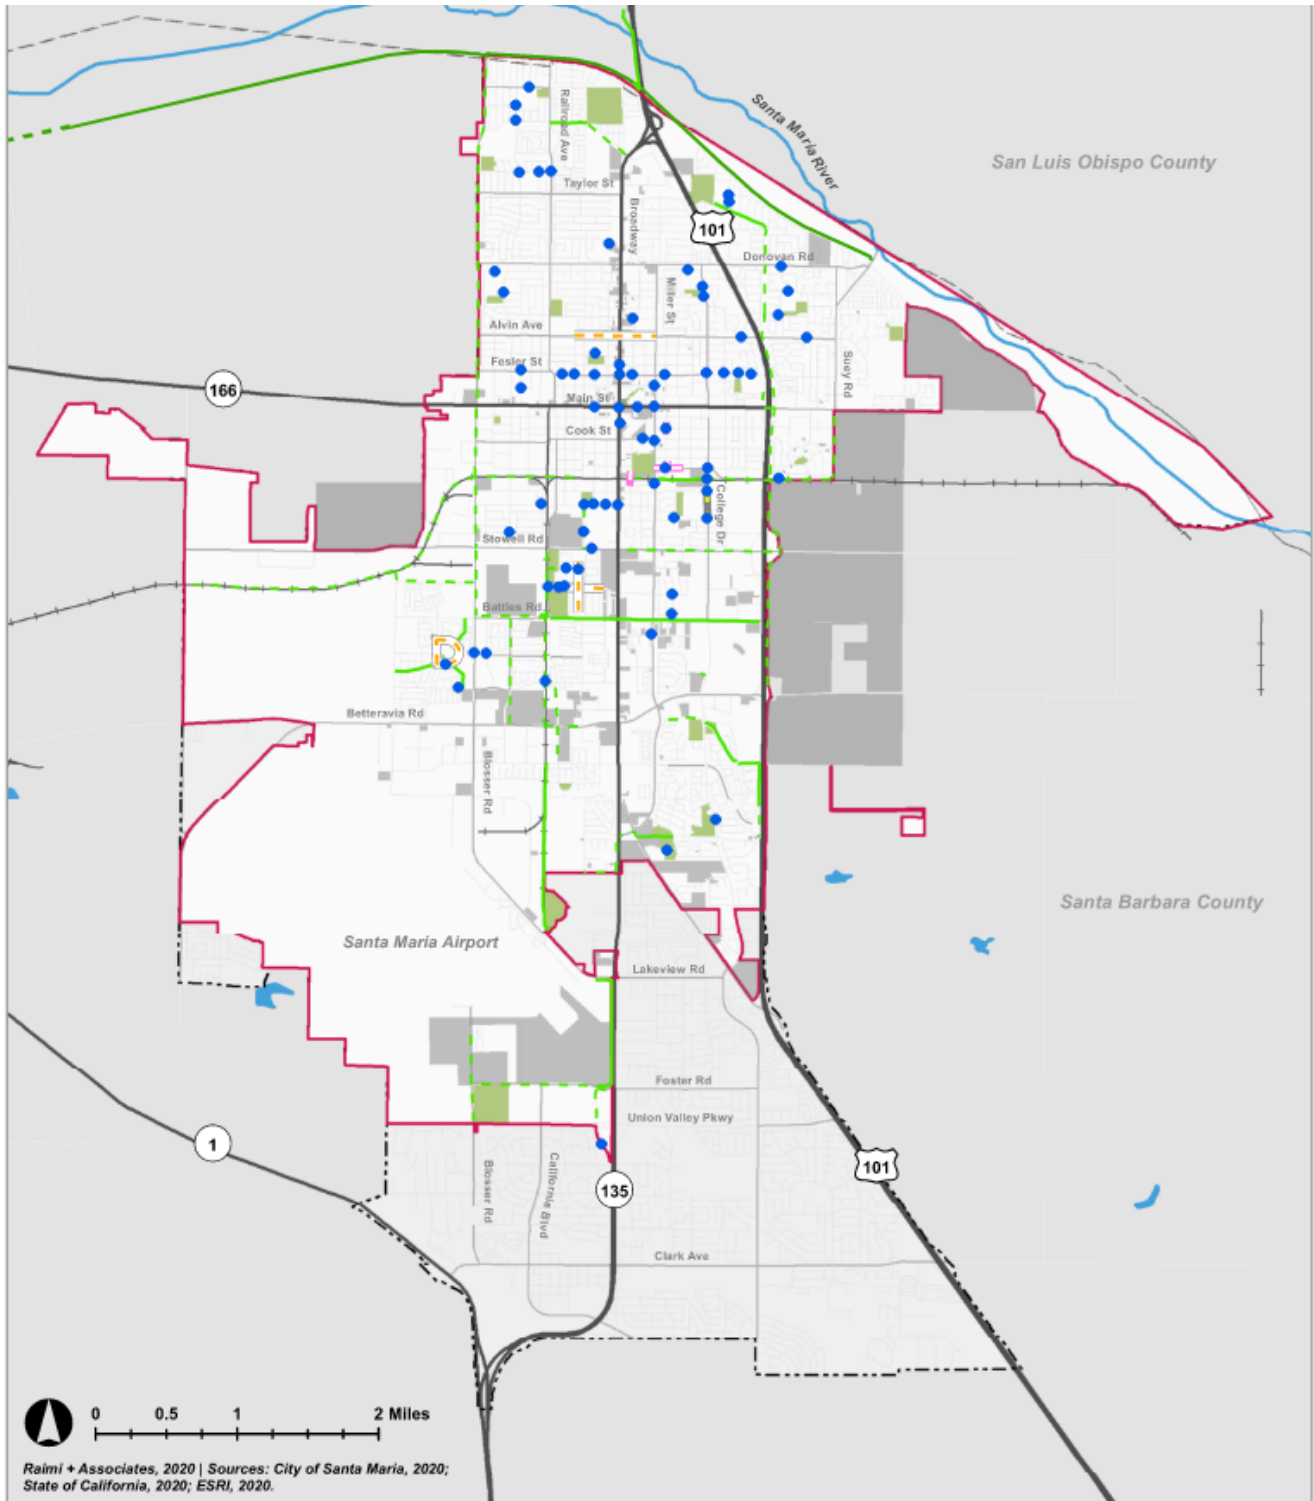 Santa Maria River
San Luis Obispo County
Railroad Ave
Taylor St
Broadway
101
Donovan Rd
Miller St
Alvin Ave
Suey Rd
Fesler St
166
Main St
Cook St
College Dr
Stowell Rd
Battles Rd
Betteravia Rd
Blosser Rd
Santa Barbara County
Santa Maria Airport
Lakeview Rd
Foster Rd
Union Valley Pkwy
1
101
Blosser Rd
California Blvd
135
Clark Ave
0 0.5 1 2 Miles
Raimi + Associates, 2020 | Sources: City of Santa Maria, 2020;
State of California, 2020; ESRI, 2020.